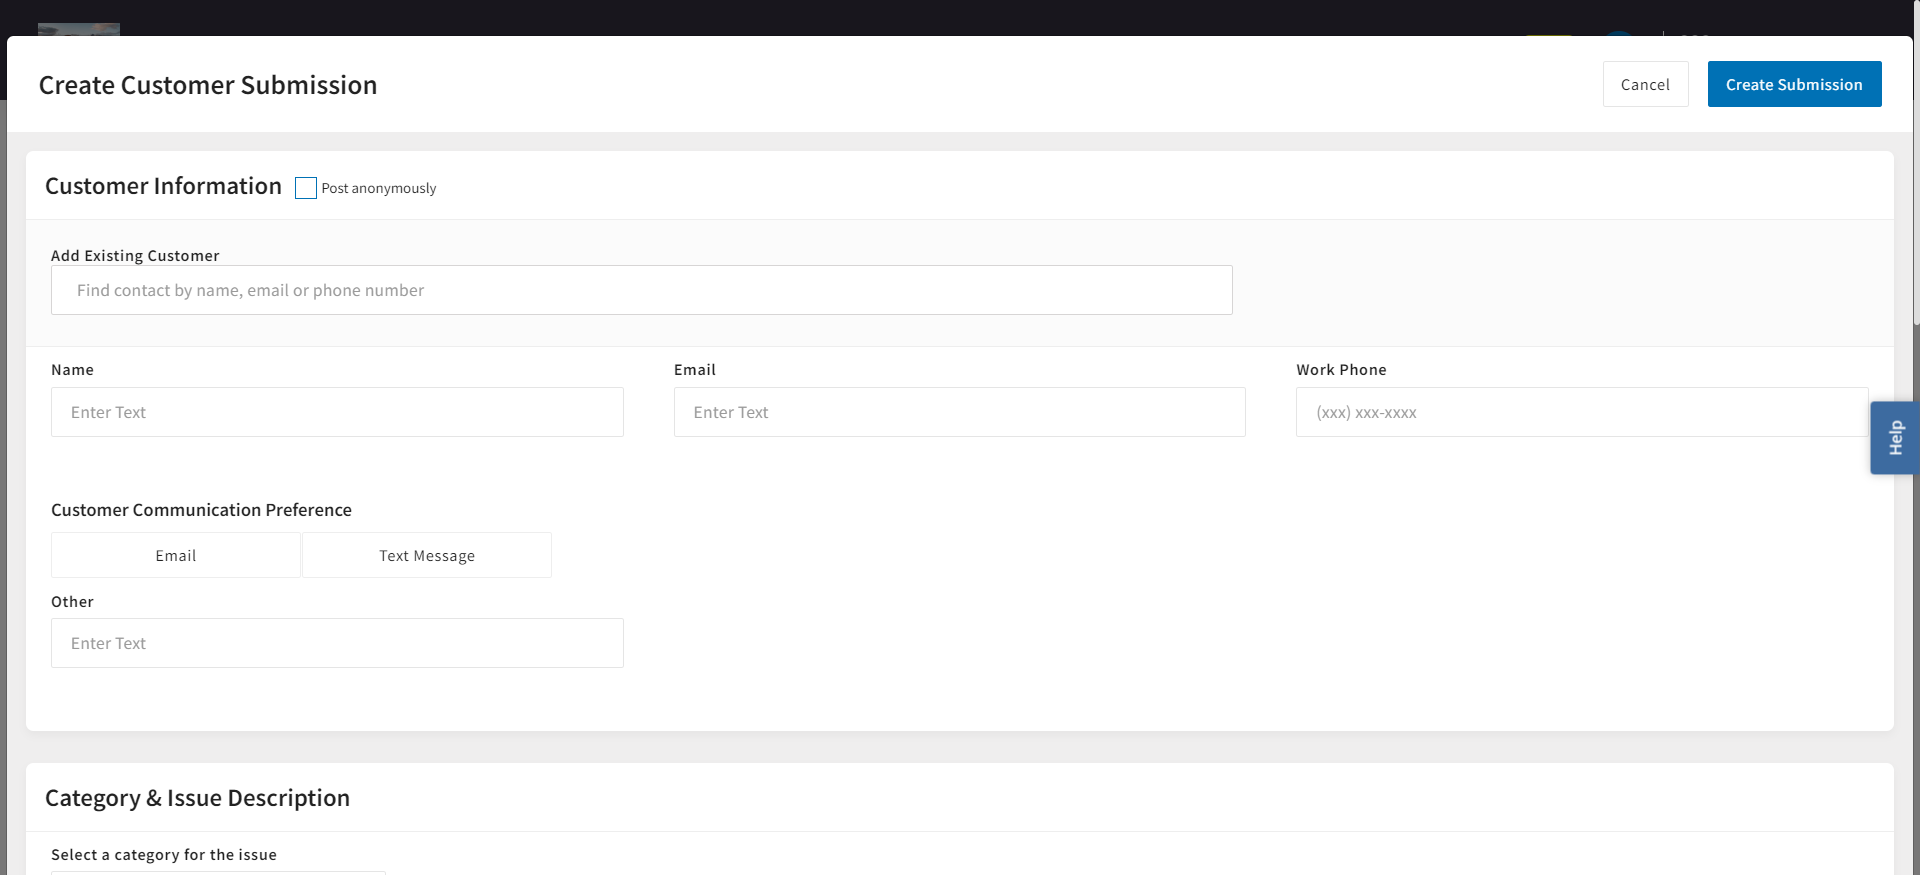 Create Customer Submission
Cancel
Create Submission
Customer Information
Post anonymously
Add Existing Customer
Find contact by name, email or phone number
Name
Email
Work Phone
Enter Text
Enter Text
(xxx) xxx-xxxx
Help
Customer Communication Preference
Email
Text Message
Other
Enter Text
Category & Issue Description
Select a category for the issue